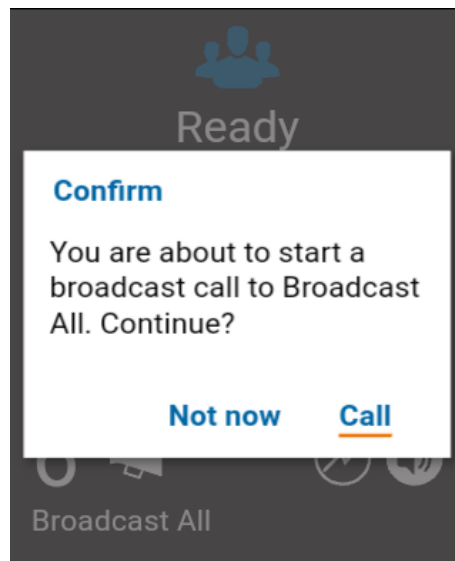 Ready
Confirm
You are about to start a
broadcast call to Broadcast
All. Continue?
Not now Call
Broadcast All